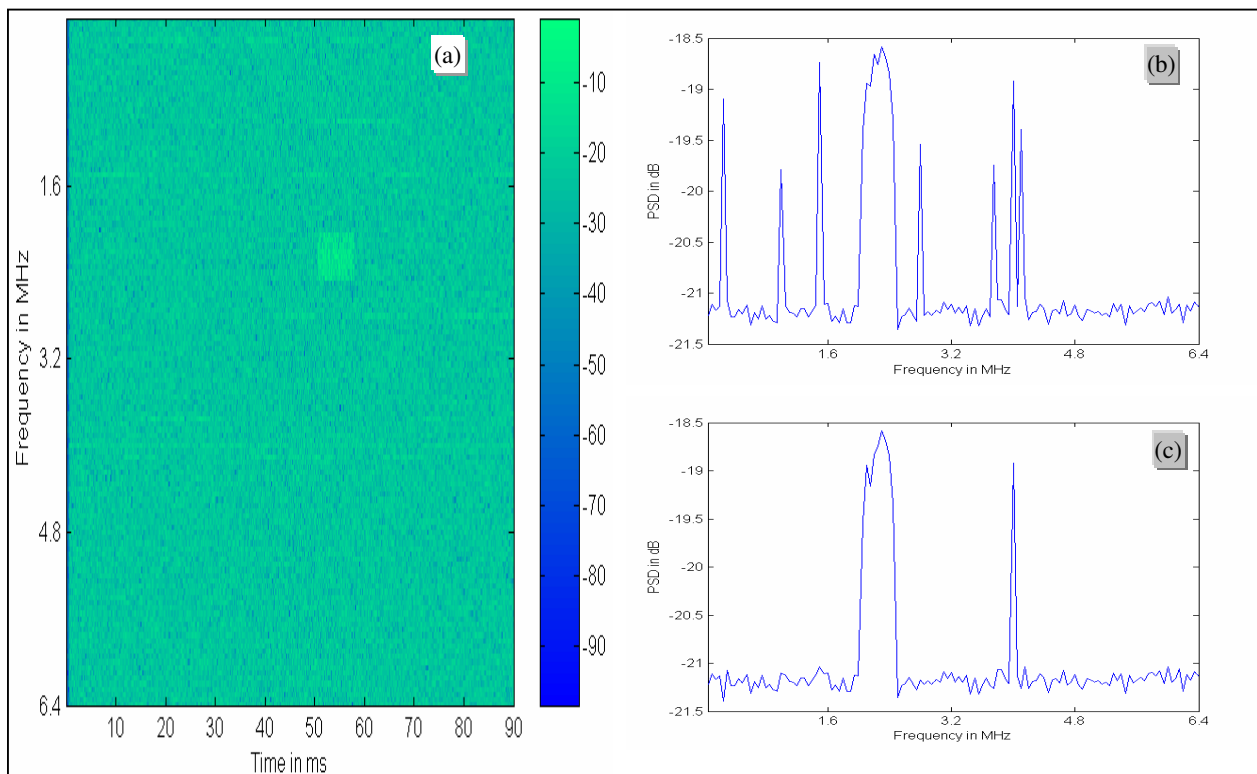 (a)
Frequency in MHz
1.6
3.2
4.8
6.4
10 20 30 40 50 60 70 80 90
Time in ms
-10
-20
-30
-40
-50
-60
-70
-80
-90
(b)
PSD in dB
-18.5
-19
-19.5
-20
-20.5
-21
-21.5
1.6 3.2 4.8 6.4
Frequency in MHz
(c)
PSD in dB
-18.5
-19
-19.5
-20
-20.5
-21
-21.5
1.6 3.2 4.8 6.4
Frequency in MHz